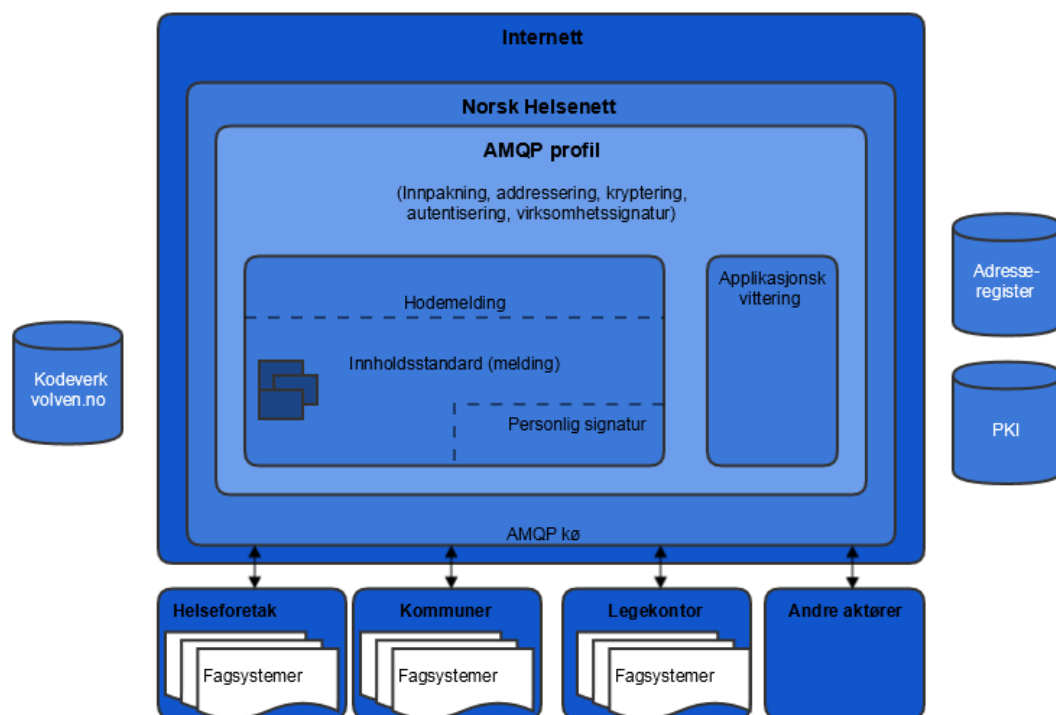 Internett
Norsk Helsenett
AMQP profil
(Innpakning, addressering, kryptering,
autentisering, virksomhetssignatur)
Hodemelding
Innholdsstandard (melding)
Personlig signatur
Applikasjonsk
vittering
AMQP kø
Kodeverk
volven.no
Adresse-
register
PKI
Helseforetak
Fagsystemer
Kommuner
Fagsystemer
Legekontor
Fagsystemer
Andre aktører